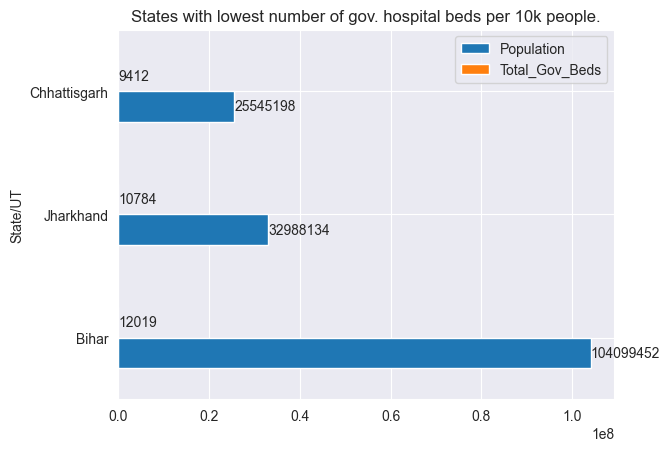 States with lowest number of gov. hospital beds per 10k people.
Population
Total_Gov_Beds
9412
Chhattisgarh
25545198
10784
Jharkhand
32988134
State/UT
12019
Bihar
104099452
0.0 0.2 0.4 0.6 0.8 1.0
1e8